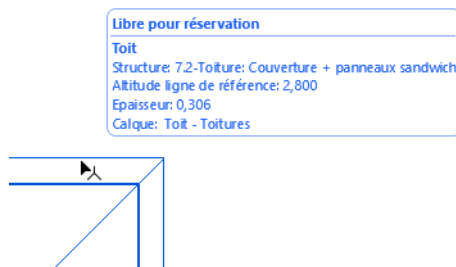 Libre pour réservation
Toit
Structure: 7.2-Toiture: Couverture + panneaux sandwich
Altitude ligne de référence: 2,800
Epaisseur: 0,306
Calque: Toit - Toitures